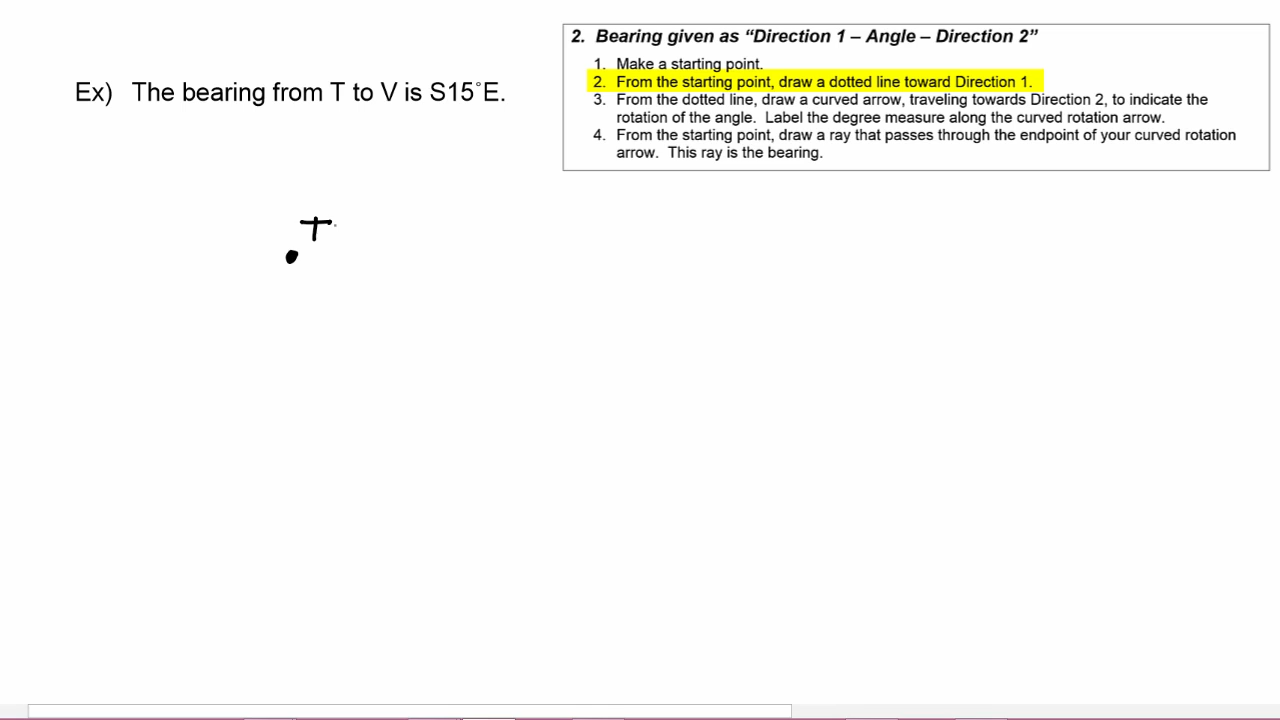 2. Bearing given as “Direction 1 – Angle – Direction 2”
1. Make a starting point.
2. From the starting point, draw a dotted line toward Direction 1.
3. From the dotted line, draw a curved arrow, traveling towards Direction 2, to indicate the
rotation of the angle. Label the degree measure along the curved rotation arrow.
4. From the starting point, draw a ray that passes through the endpoint of your curved rotation
arrow. This ray is the bearing.
Ex) The bearing from T to V is S15˚E.
T